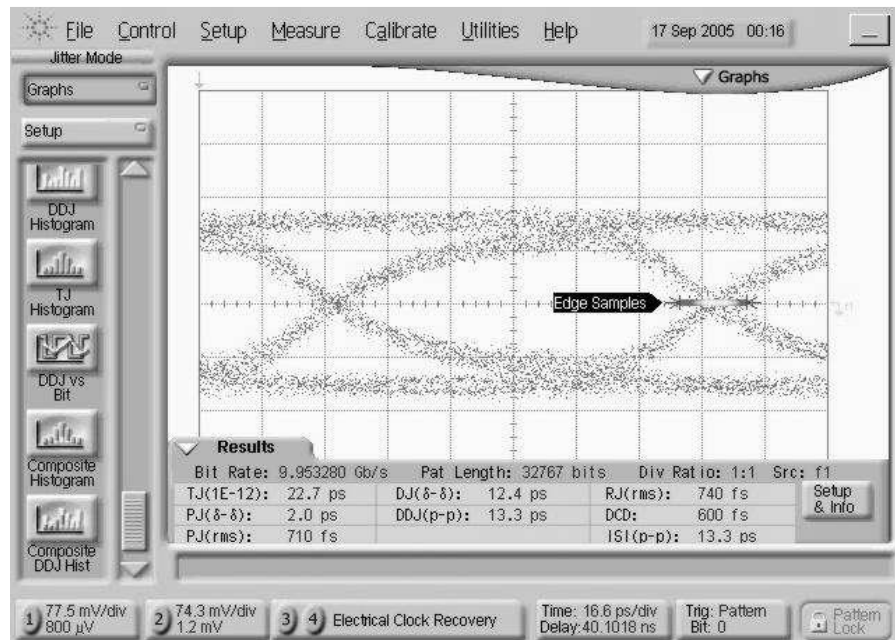 File Control Setup Measure Calibrate Utilities Help 17 Sep 2005 00:16
Jitter Mode
Graphs
Setup
DDJ
Histogram
TJ
Histogram
DDJ vs
Bit
Composite
Histogram
Composite
DDJ Hist
Graphs
Edge Samples
Results
Bit Rate: 9.953280 Gb/s Pat Length: 32767 bits Div Ratio: 1:1 Src: f1
TJ(1E-12): 22.7 ps DJ(δ-δ): 12.4 ps RJ(rms): 740 fs
PJ(δ-δ): 2.0 ps DDJ(p-p): 13.3 ps DCD: 600 fs
PJ(rms): 710 fs ISI(p-p): 13.3 ps
Setup
& Info
1 77.5 mV/div
800 µV
2 74.3 mV/div
1.2 mV
3 4 Electrical Clock Recovery
Time: 16.6 ps/div
Delay:40.1018 ns
Trig: Pattern
Bit: 0
Pattern
Lock